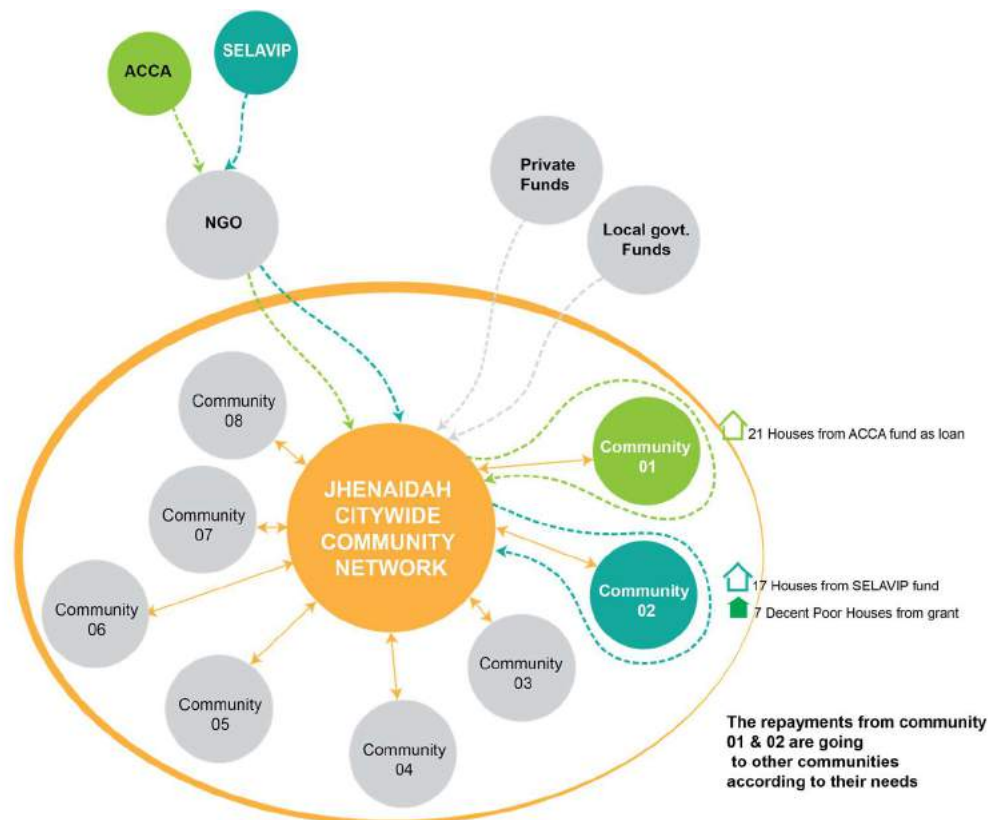 SELAVIP
ACCA
Private
Funds
NGO
Local govt.
Funds
Community
08
Community
01
21 Houses from ACCA fund as loan
JHENAIDAH
CITYWIDE
COMMUNITY
NETWORK
Community
07
Community
02
17 Houses from SELAVIP fund
7 Decent Poor Houses from grant
Community
06
Community
03
Community
05
Community
04
The repayments from community
01 & 02 are going
to other communities
according to their needs